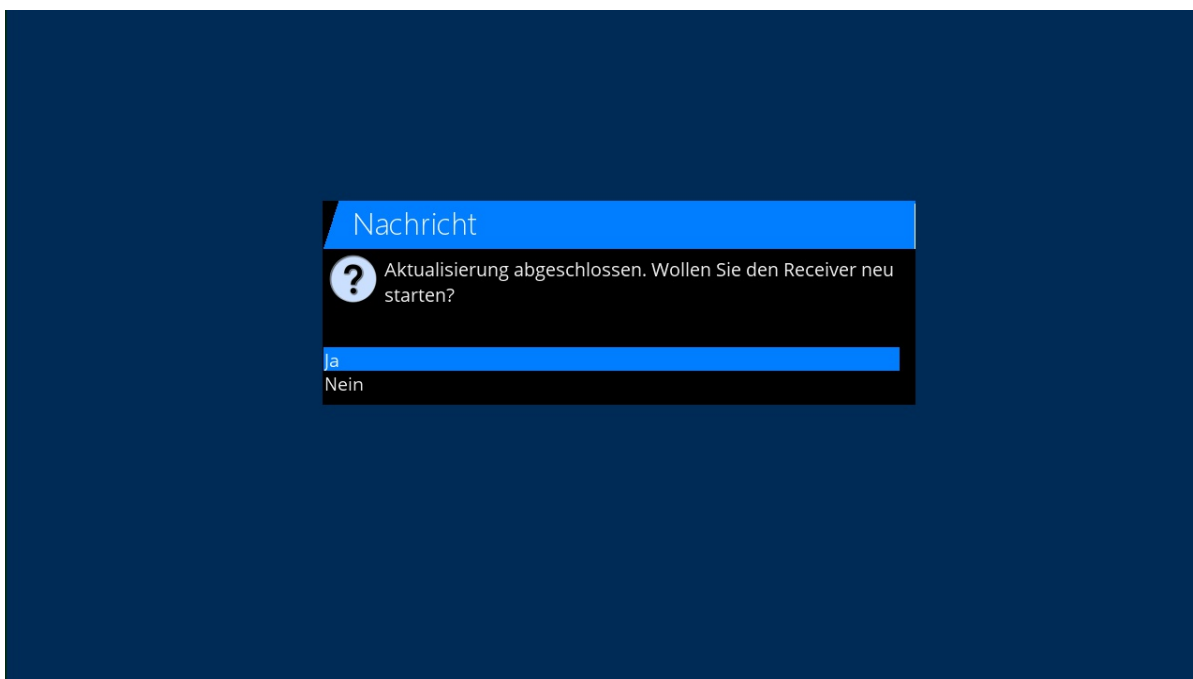 Nachricht
Aktualisierung abgeschlossen. Wollen Sie den Receiver neu
starten?
Ja
Nein